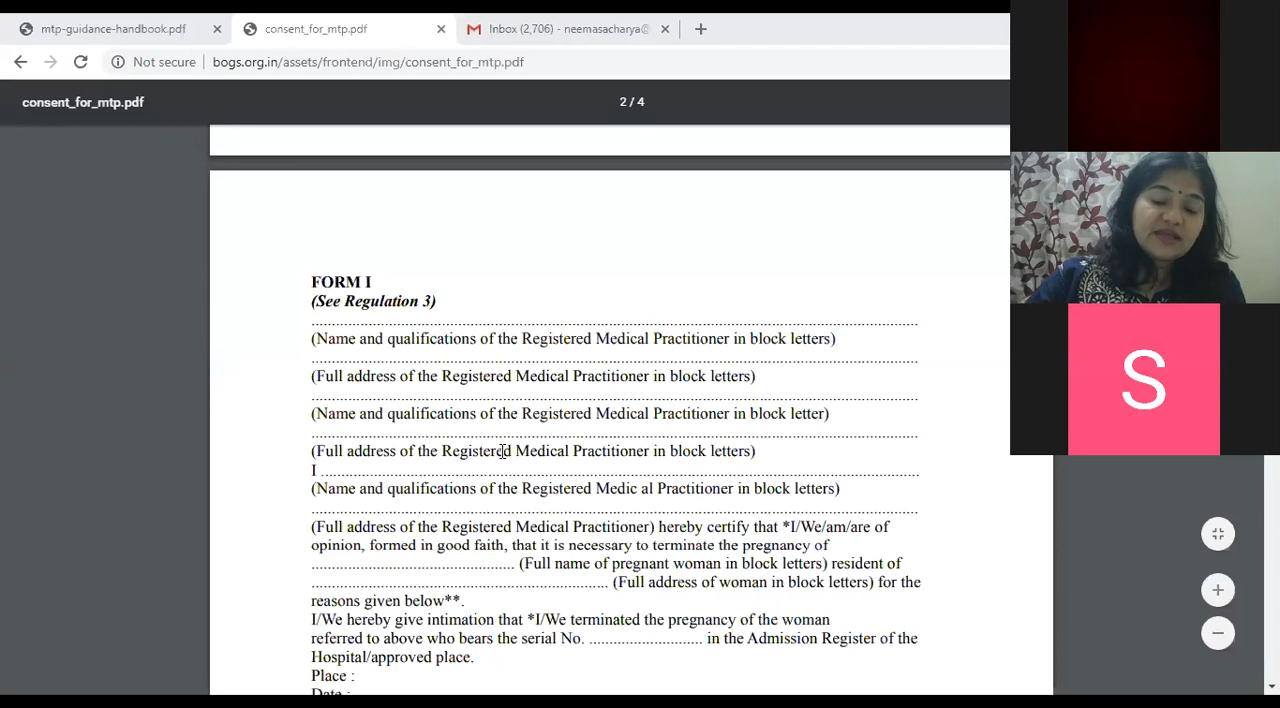 mtp-guidance-handbook.pdf
consent_for_mtp.pdf
Inbox (2,706) - neemasacharya@
Not secure
bogs.org.in/assets/frontend/img/consent_for_mtp.pdf
consent_for_mtp.pdf
2 / 4
FORM I
(See Regulation 3)
................................................................................
(Name and qualifications of the Registered Medical Practitioner in block letters)
................................................................................
(Full address of the Registered Medical Practitioner in block letters)
................................................................................
(Name and qualifications of the Registered Medical Practitioner in block letter)
................................................................................
(Full address of the Registered Medical Practitioner in block letters)
I ................................................................................
(Name and qualifications of the Registered Medic al Practitioner in block letters)
................................................................................
(Full address of the Registered Medical Practitioner) hereby certify that *I/We/am/are of
opinion, formed in good faith, that it is necessary to terminate the pregnancy of
.................................................. (Full name of pregnant woman in block letters) resident of
.......................................................................... (Full address of woman in block letters) for the
reasons given below**.
I/We hereby give intimation that *I/We terminated the pregnancy of the woman
referred to above who bears the serial No. ............................ in the Admission Register of the
Hospital/approved place.
Place :
Date :
S